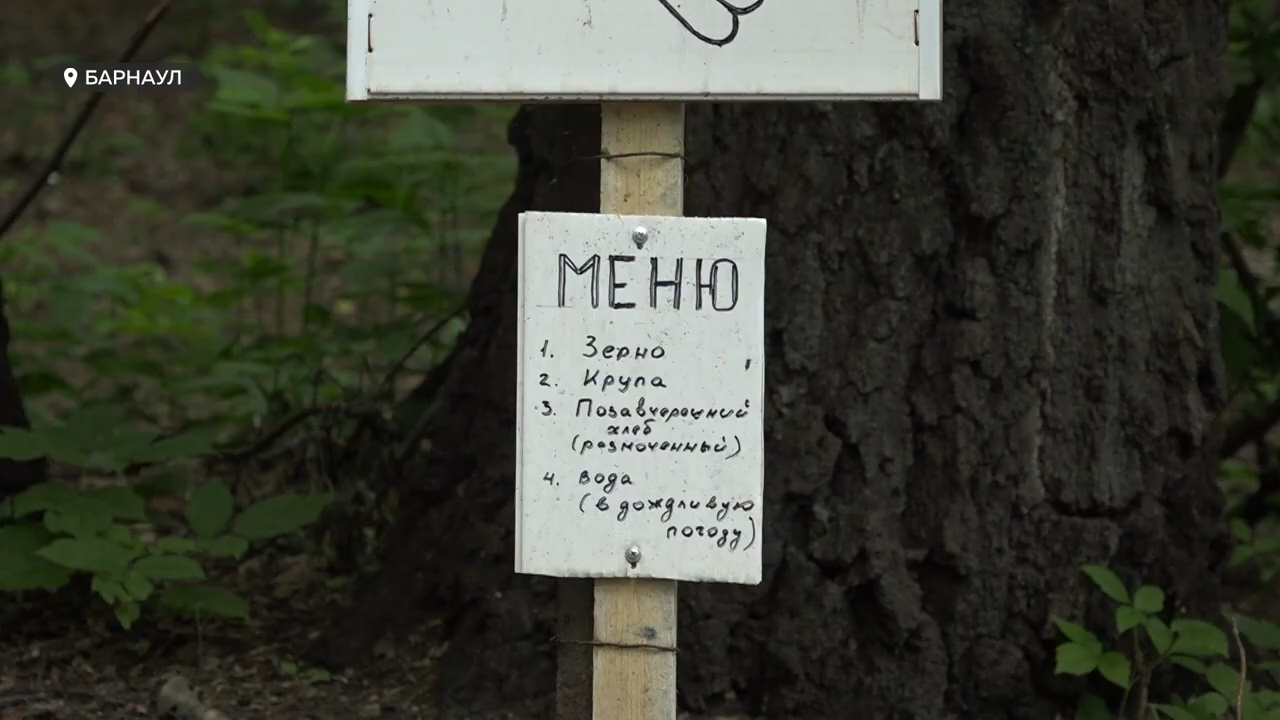 БАРНАУЛ
МЕНЮ
1. Зерно
2. Крупа
3. Позавчерашний
хлеб
(размоченный)
4. вода
(в дождливую
погоду)